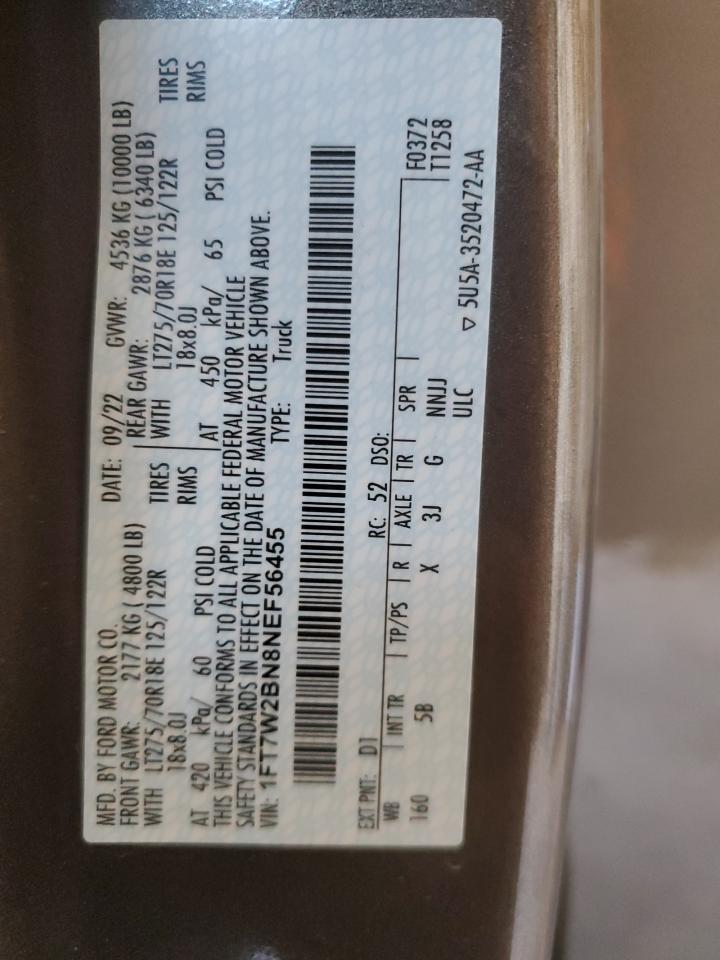 MFD. BY FORD MOTOR CO. DATE: 09/22 GVWR: 4536 KG (10000 LB)
FRONT GAWR: 2177 KG ( 4800 LB) REAR GAWR: 2876 KG ( 6340 LB)
WITH LT275/70R18E 125/122R TIRES WITH LT275/70R18E 125/122R TIRES
18x8.0J RIMS 18x8.0J RIMS
AT 420 kPa/ 60 PSI COLD AT 450 kPa/ 65 PSI COLD
THIS VEHICLE CONFORMS TO ALL APPLICABLE FEDERAL MOTOR VEHICLE
SAFETY STANDARDS IN EFFECT ON THE DATE OF MANUFACTURE SHOWN ABOVE.
VIN: 1FT7W2BN8NEF56455 TYPE: Truck
EXT PNT: D1 RC: 52 DSO: F0372
WB INT TR TP/PS R AXLE TR SPR T1258
160 5B X 3J G NNJJ
ULC ▽ 5U5A-3520472-AA